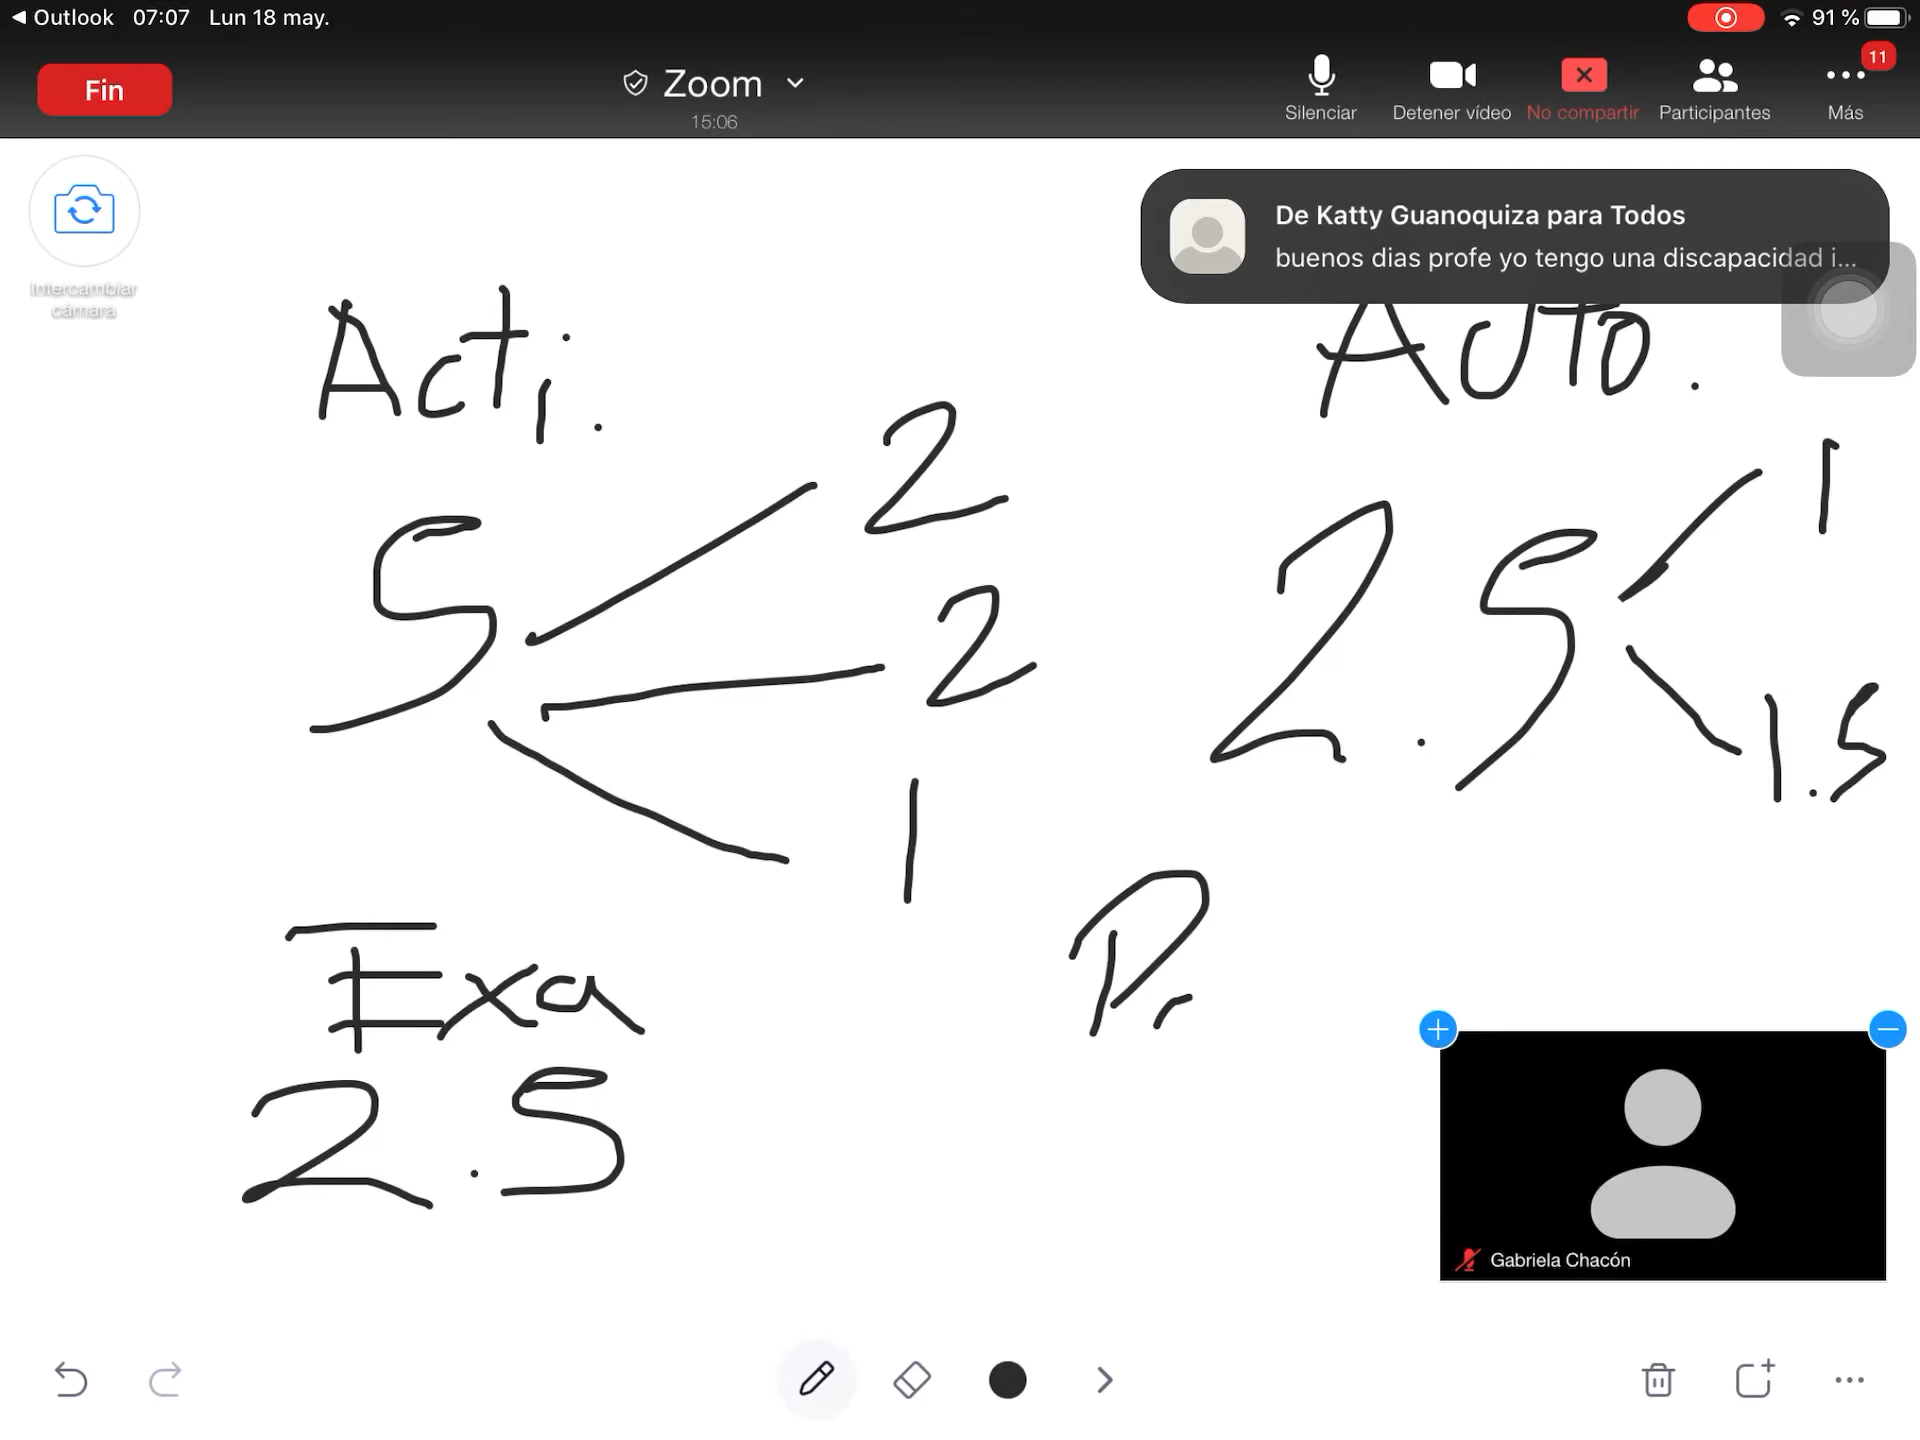 Outlook 07:07 Lun 18 may. 91 %
Fin
Zoom
15:06
Silenciar
Detener vídeo
No compartir
Participantes
Más
11
Intercambiar
cámara
De Katty Guanoquiza para Todos
buenos dias profe yo tengo una discapacidad i...
Acti.
5
2
2
1
Auto.
2.5
1
1.5
Exa
2.5
Pr
Gabriela Chacón